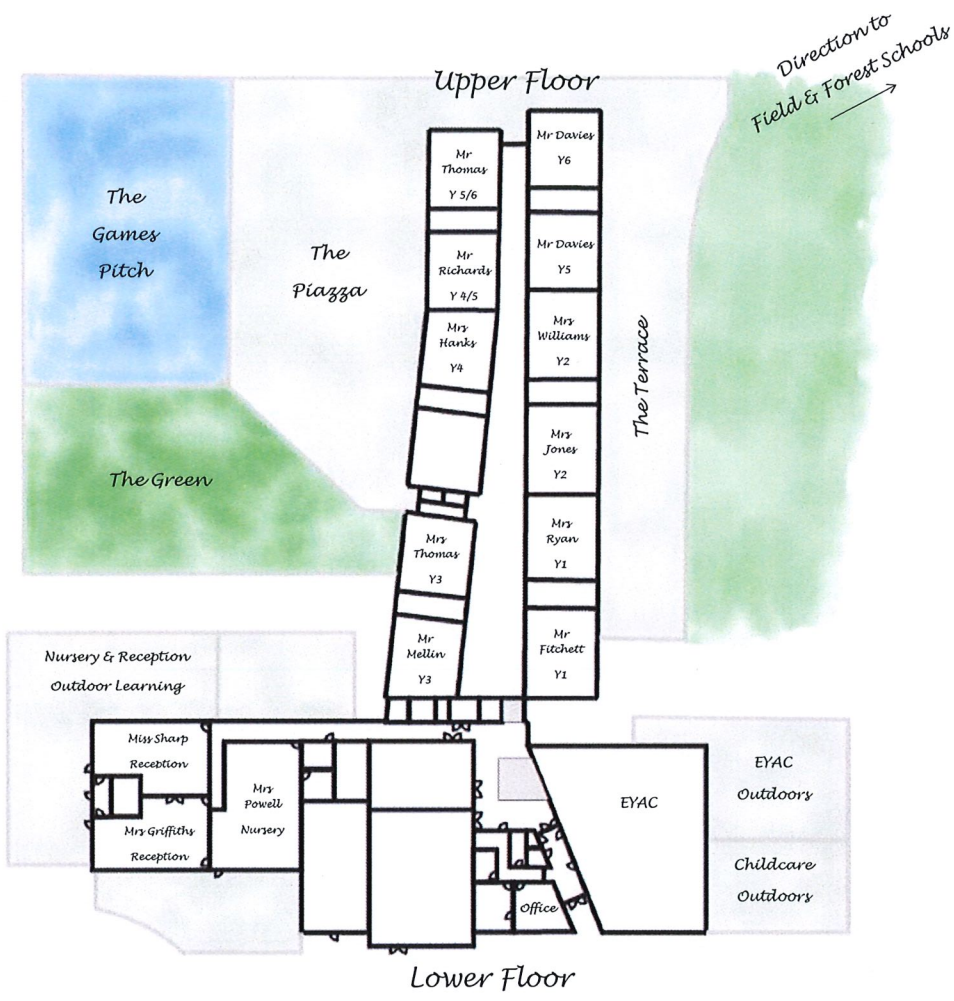 Direction to
Field & Forest Schools
Upper Floor
Mr
Thomas
Y 5/6
Mr Davies
Y6
The
Games
Pitch
The
Piazza
Mr
Richards
Y 4/5
Mr Davies
Y5
Mrs
Hanks
Y4
Mrs
Williams
Y2
The Terrace
Mrs
Jones
Y2
The Green
Mrs
Thomas
Y3
Mrs
Ryan
Y1
Mr
Mellin
Y3
Mr
Fitchett
Y1
Nursery & Reception
Outdoor Learning
Miss Sharp
Reception
Mrs
Powell
Nursery
Mrs Griffiths
Reception
EYAC
EYAC
Outdoors
Childcare
Outdoors
Office
Lower Floor